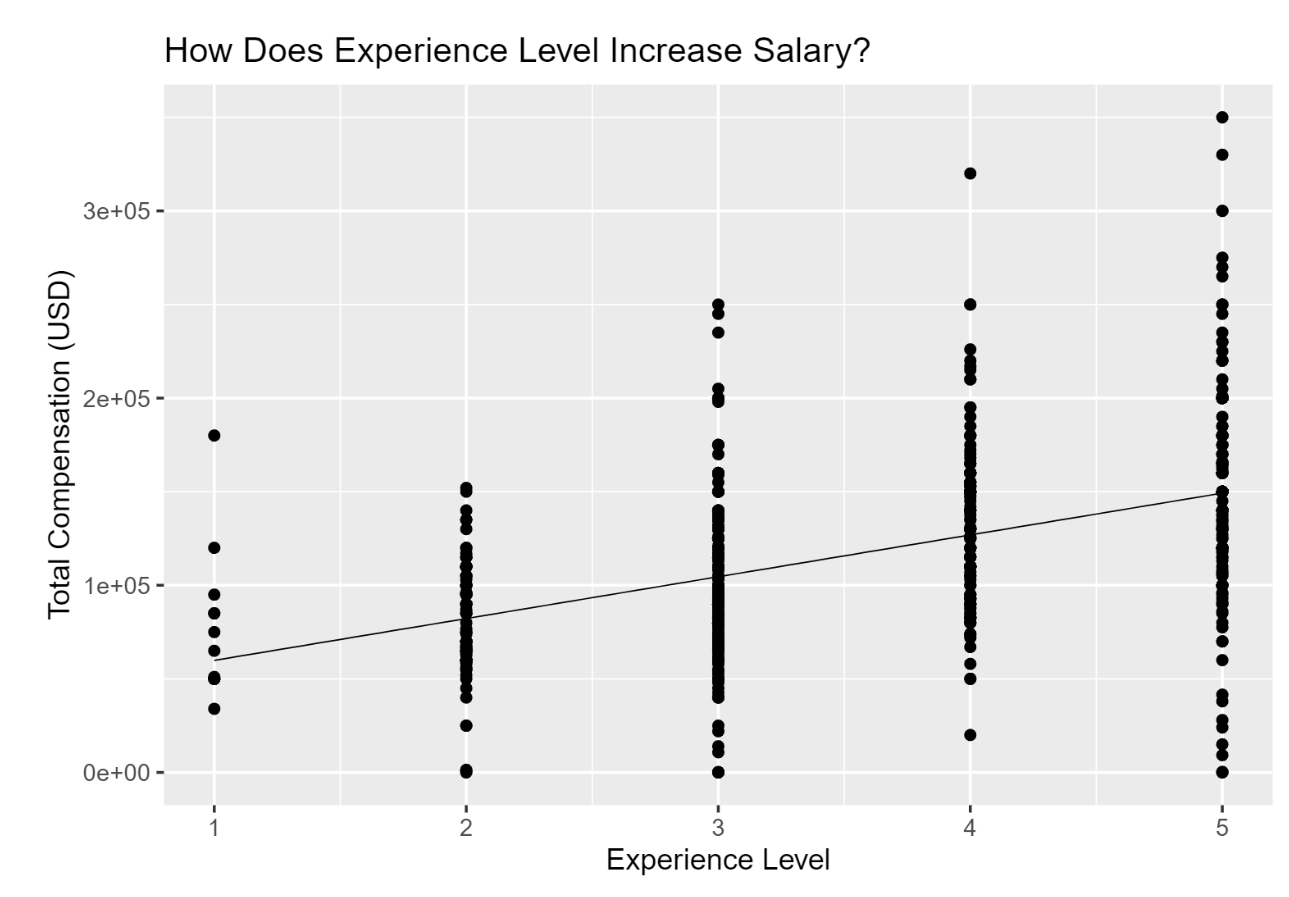 How Does Experience Level Increase Salary?
Total Compensation (USD)
3e+05
2e+05
1e+05
0e+00
1 2 3 4 5
Experience Level